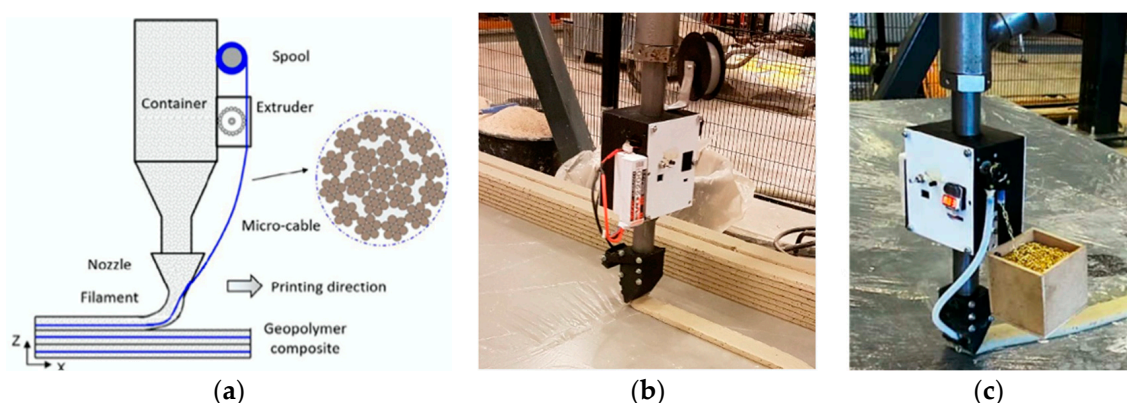 Spool
Container
Extruder
Micro-cable
Nozzle
Filament
Printing direction
Geopolymer
composite
Z
X
(a)
(b)
(c)